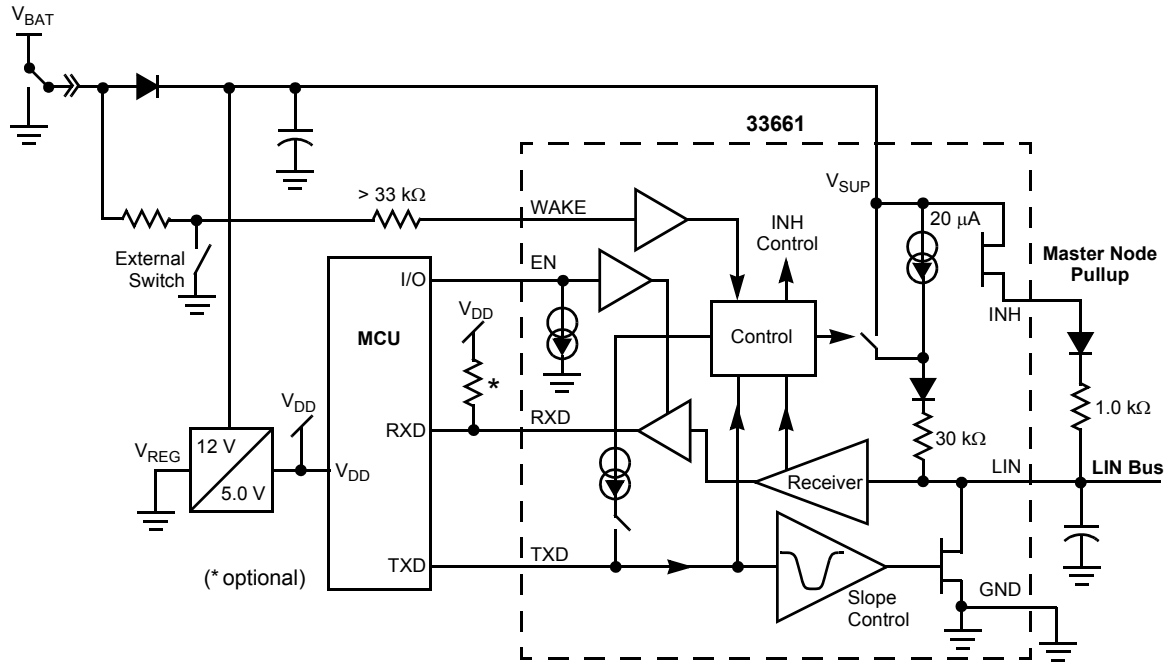 V_BAT
33661
V_SUP
> 33 kΩ
WAKE
20 μA
INH
Control
Master Node
Pullup
External
Switch
I/O
EN
INH
V_DD
MCU
Control
*
V_DD
1.0 kΩ
RXD
RXD
30 kΩ
V_REG
12 V
V_DD
LIN
LIN Bus
5.0 V
Receiver
TXD
TXD
(* optional)
GND
Slope
Control